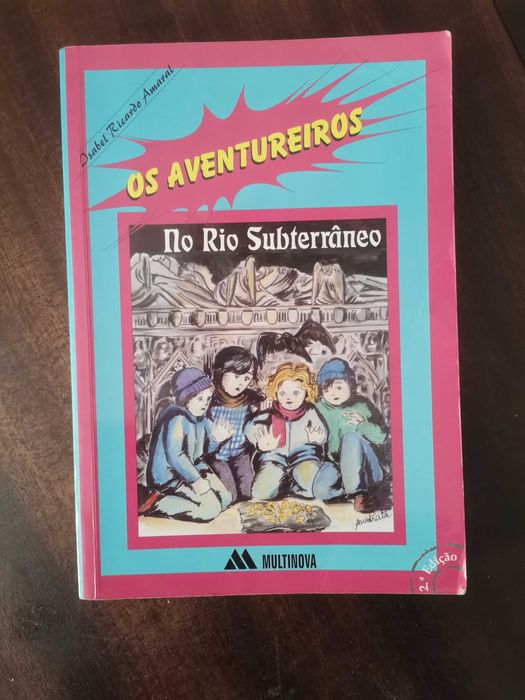 Isabel Ricardo Amaral
OS AVENTUREIROS
No Rio Subterrâneo
MULTINOVA
2.ª Edição